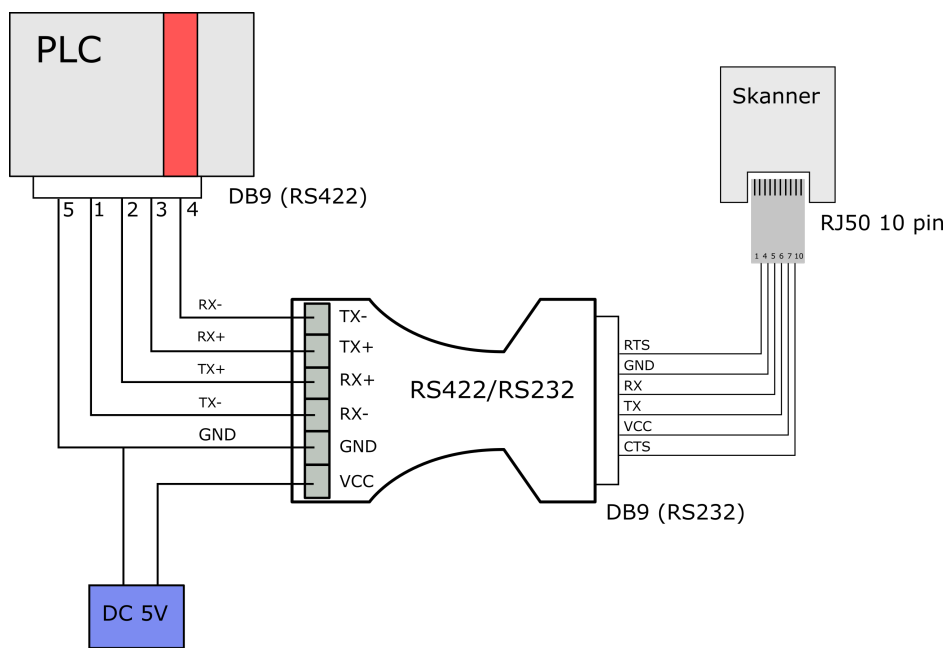 PLC
Skanner
DB9 (RS422)
5 1 2 3 4
RJ50 10 pin
1 4 5 6 7 10
RX-
TX-
RX+
TX+
TX+
RX+
TX-
RX-
GND
GND
VCC
RS422/RS232
RTS
GND
RX
TX
VCC
CTS
DB9 (RS232)
DC 5V